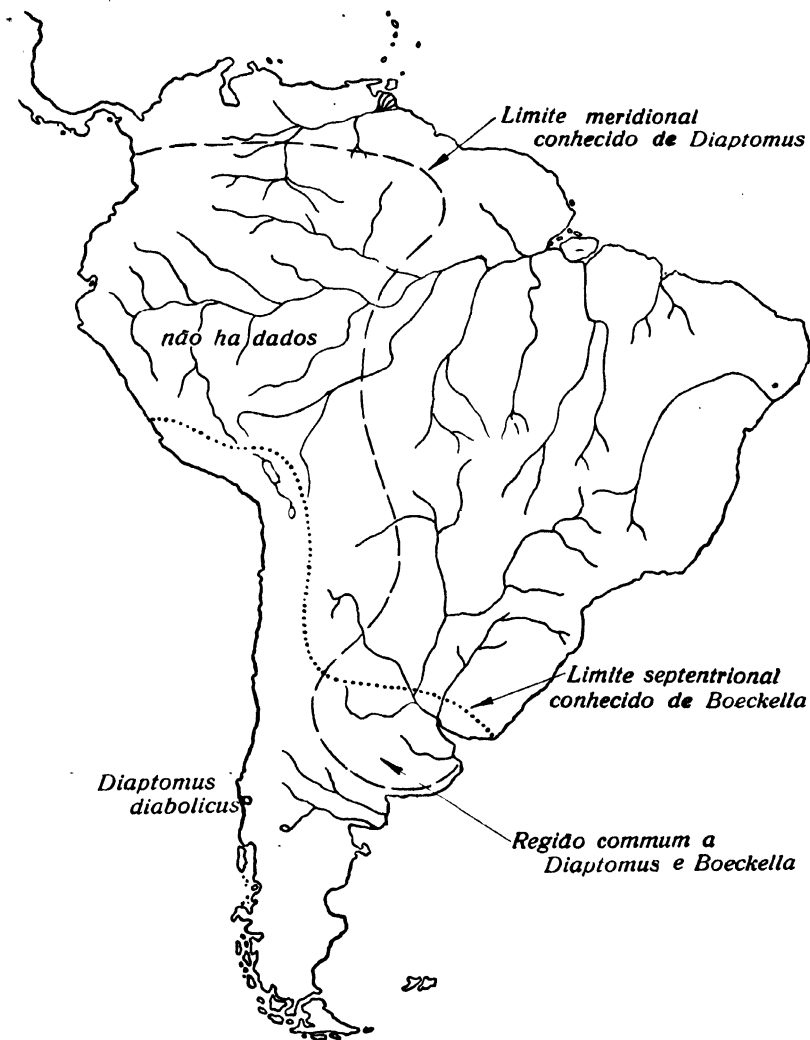 Limite meridional
conhecido de Diaptomus
não ha dados
Limite septentrional
conhecido de Boeckella
Diaptomus
diabolicus
Região commum a
Diaptomus e Boeckella